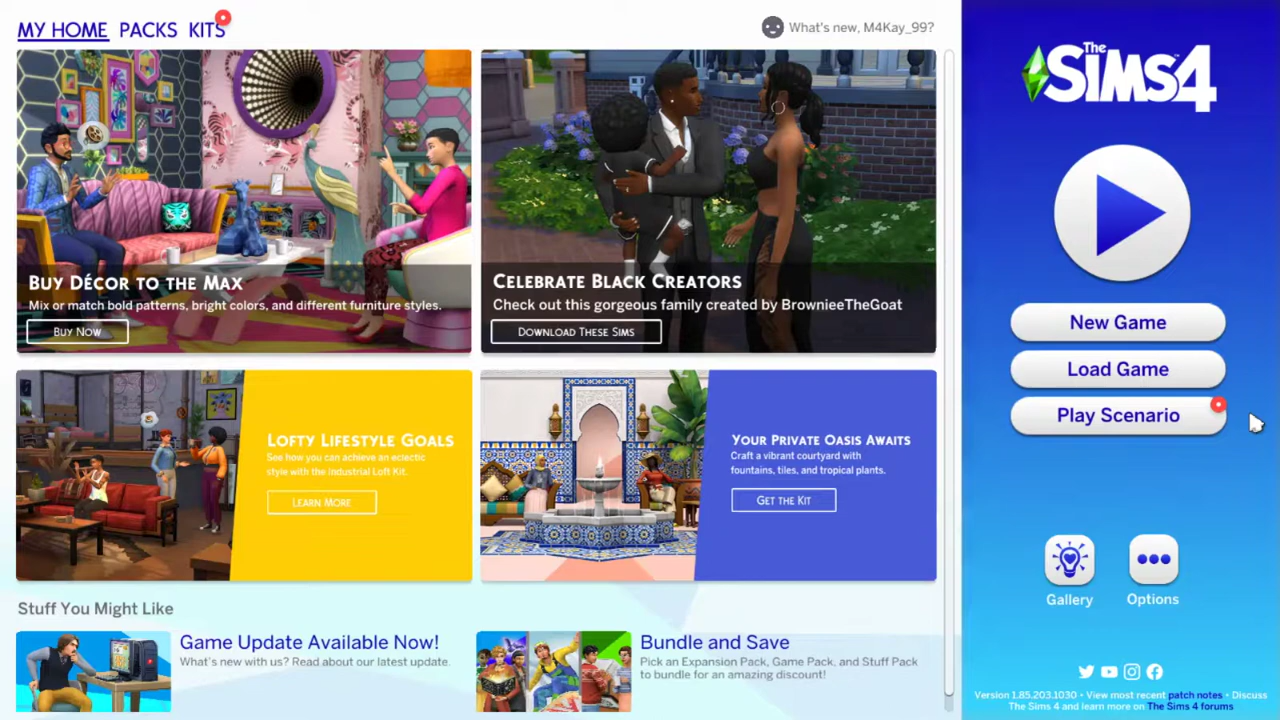 MY HOME PACKS KITS
What's new, M4Kay_99?
BUY DÉCOR TO THE MAX
Mix or match bold patterns, bright colors, and different furniture styles.
BUY NOW
CELEBRATE BLACK CREATORS
Check out this gorgeous family created by BrownieeTheGoat
DOWNLOAD THESE SIMS
LOFTY LIFESTYLE GOALS
See how you can achieve an eclectic
style with the Industrial Loft Kit.
LEARN MORE
YOUR PRIVATE OASIS AWAITS
Craft a vibrant courtyard with
fountains, tiles, and tropical plants.
GET THE KIT
Stuff You Might Like
Game Update Available Now!
What's new with us? Read about our latest update.
Bundle and Save
Pick an Expansion Pack, Game Pack, and Stuff Pack
to bundle for an amazing discount!
The
SiMS4
New Game
Load Game
Play Scenario
Gallery
Options
Version 1.85.203.1030 • View most recent patch notes • Discuss
The Sims 4 and learn more on The Sims 4 forums